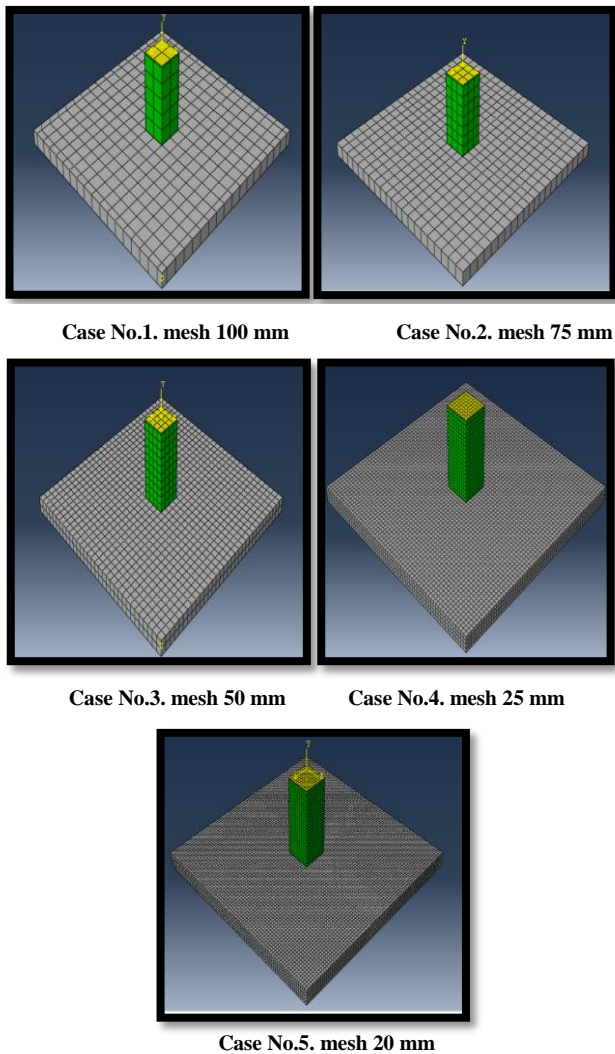 Y
Y
Case No.1. mesh 100 mm
Case No.2. mesh 75 mm
Y
Case No.3. mesh 50 mm
Case No.4. mesh 25 mm
Y
Case No.5. mesh 20 mm